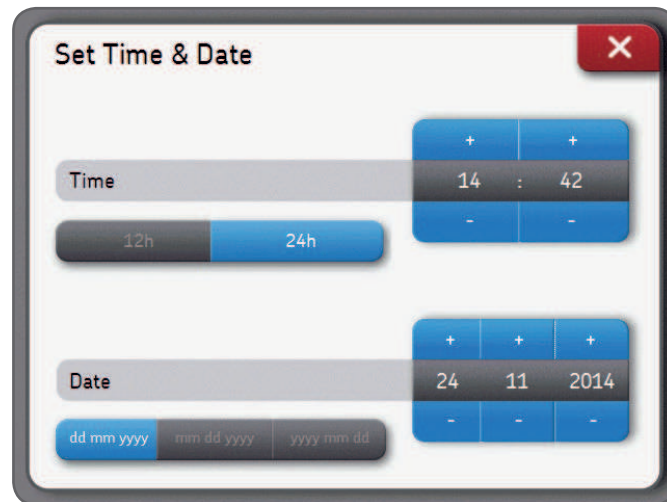 Set Time & Date
+ +
Time 14 : 42
- -
12h 24h
+ + +
Date 24 11 2014
- - -
dd mm yyyy mm dd yyyy yyyy mm dd